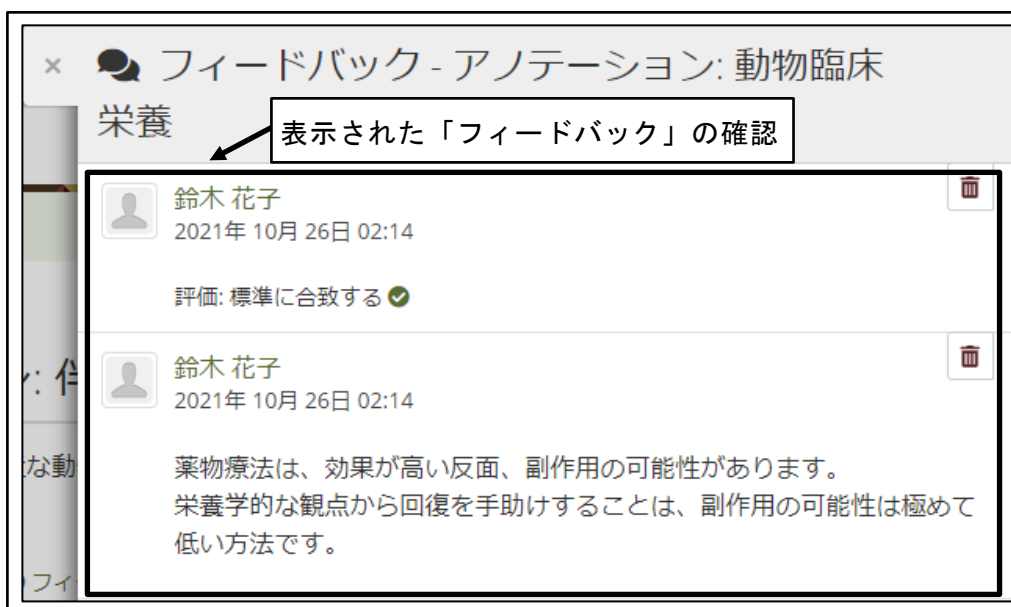 × フィードバック - アノテーション: 動物臨床
栄養
表示された「フィードバック」の確認
鈴木 花子
2021年 10月 26日 02:14
評価: 標準に合致する
鈴木 花子
2021年 10月 26日 02:14
薬物療法は、効果が高い反面、副作用の可能性があります。
栄養学的な観点から回復を手助けすることは、副作用の可能性は極めて
低い方法です。
な動
フィ